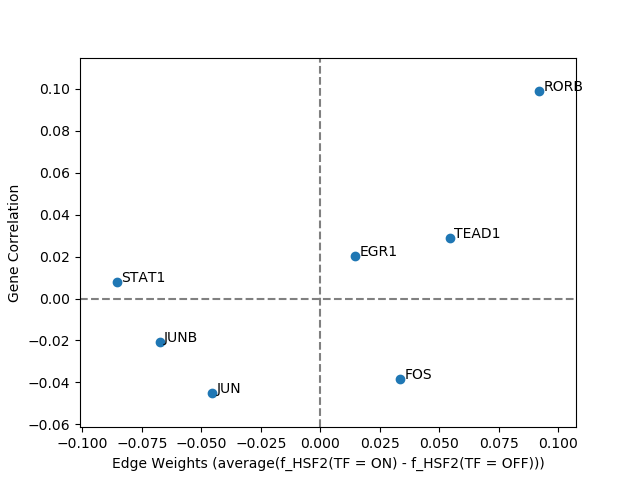 0.10
RORB
0.08
0.06
0.04
TEAD1
0.02
EGR1
STAT1
0.00
−0.02
JUNB
−0.04
JUN
FOS
−0.06
Gene Correlation
−0.100 −0.075 −0.050 −0.025 0.000 0.025 0.050 0.075 0.100
Edge Weights (average(f_HSF2(TF = ON) - f_HSF2(TF = OFF)))